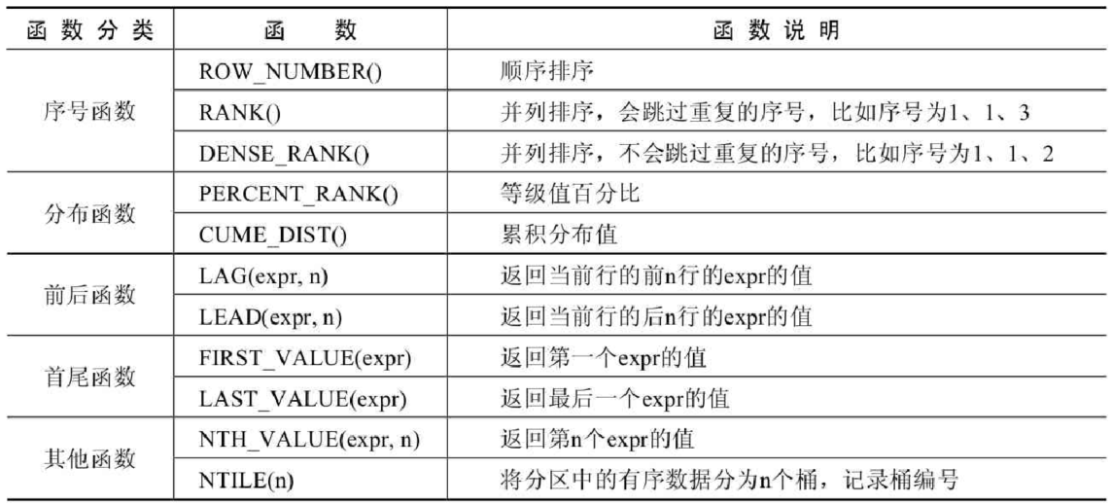 函数分类 函数 函数说明
ROW_NUMBER() 顺序排序
序号函数 RANK() 并列排序，会跳过重复的序号，比如序号为1、1、3
DENSE_RANK() 并列排序，不会跳过重复的序号，比如序号为1、1、2
分布函数 PERCENT_RANK() 等级值百分比
CUME_DIST() 累积分布值
前后函数 LAG(expr, n) 返回当前行的前n行的expr的值
LEAD(expr, n) 返回当前行的后n行的expr的值
首尾函数 FIRST_VALUE(expr) 返回第一个expr的值
LAST_VALUE(expr) 返回最后一个expr的值
其他函数 NTH_VALUE(expr, n) 返回第n个expr的值
NTILE(n) 将分区中的有序数据分为n个桶，记录桶编号